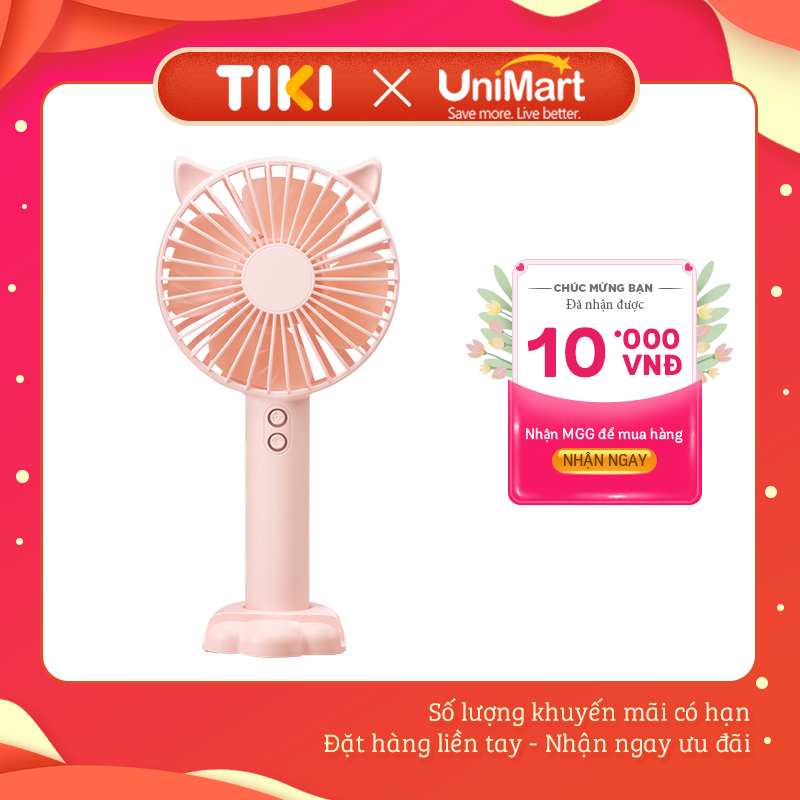 TIKI × UniMart
Save more. Live better.
CHÚC MỪNG BẠN
Đã nhận được
10.000
VNĐ
Nhận MGG để mua hàng
NHẬN NGAY
Số lượng khuyến mãi có hạn
Đặt hàng liền tay - Nhận ngay ưu đãi